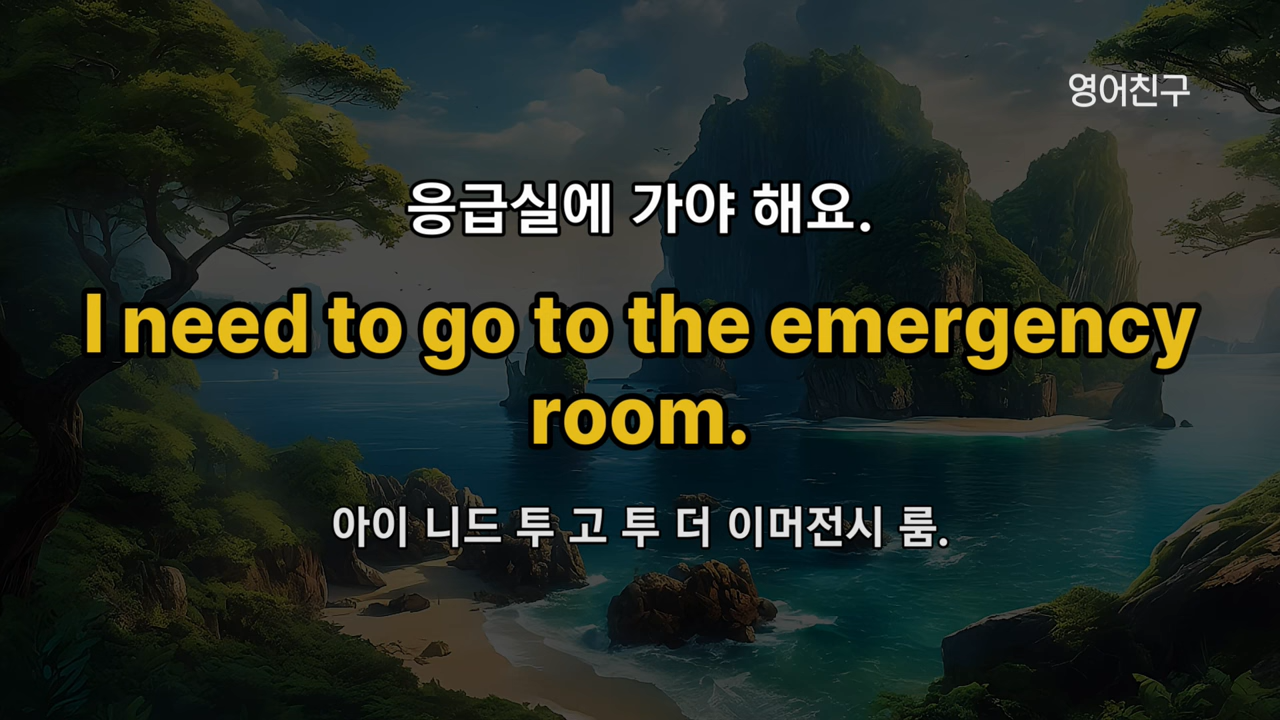 영어친구
응급실에 가야 해요.
I need to go to the emergency
room.
아이 니드 투 고 투 더 이머전시 룸.